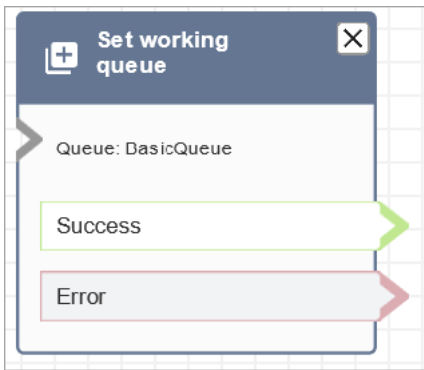 Set working
queue
Queue: BasicQueue
Success
Error